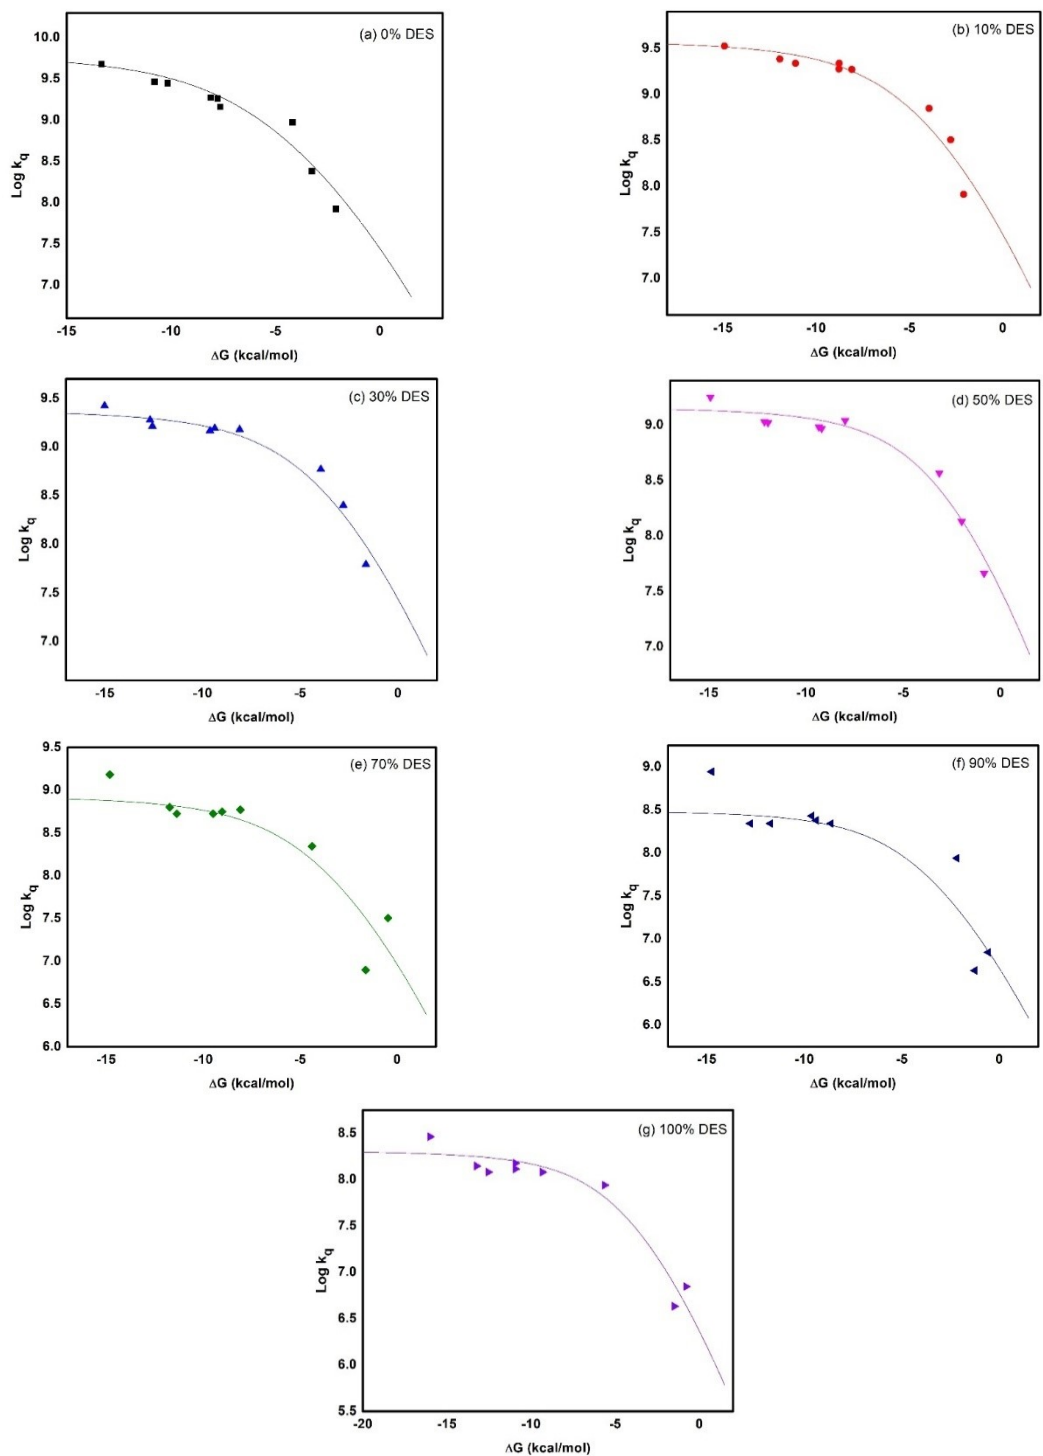 (a) 0% DES
10.0
9.5
9.0
8.5
8.0
7.5
7.0
Log kq
-15 -10 -5 0
ΔG (kcal/mol)
(b) 10% DES
9.5
9.0
8.5
8.0
7.5
7.0
Log kq
-15 -10 -5 0
ΔG (kcal/mol)
(c) 30% DES
9.5
9.0
8.5
8.0
7.5
7.0
Log kq
-15 -10 -5 0
ΔG (kcal/mol)
(d) 50% DES
9.0
8.5
8.0
7.5
7.0
Log kq
-15 -10 -5 0
ΔG (kcal/mol)
(e) 70% DES
9.5
9.0
8.5
8.0
7.5
7.0
6.5
6.0
Log kq
-15 -10 -5 0
ΔG (kcal/mol)
(f) 90% DES
9.0
8.5
8.0
7.5
7.0
6.5
6.0
Log kq
-15 -10 -5 0
ΔG (kcal/mol)
(g) 100% DES
8.5
8.0
7.5
7.0
6.5
6.0
5.5
Log kq
-20 -15 -10 -5 0
ΔG (kcal/mol)